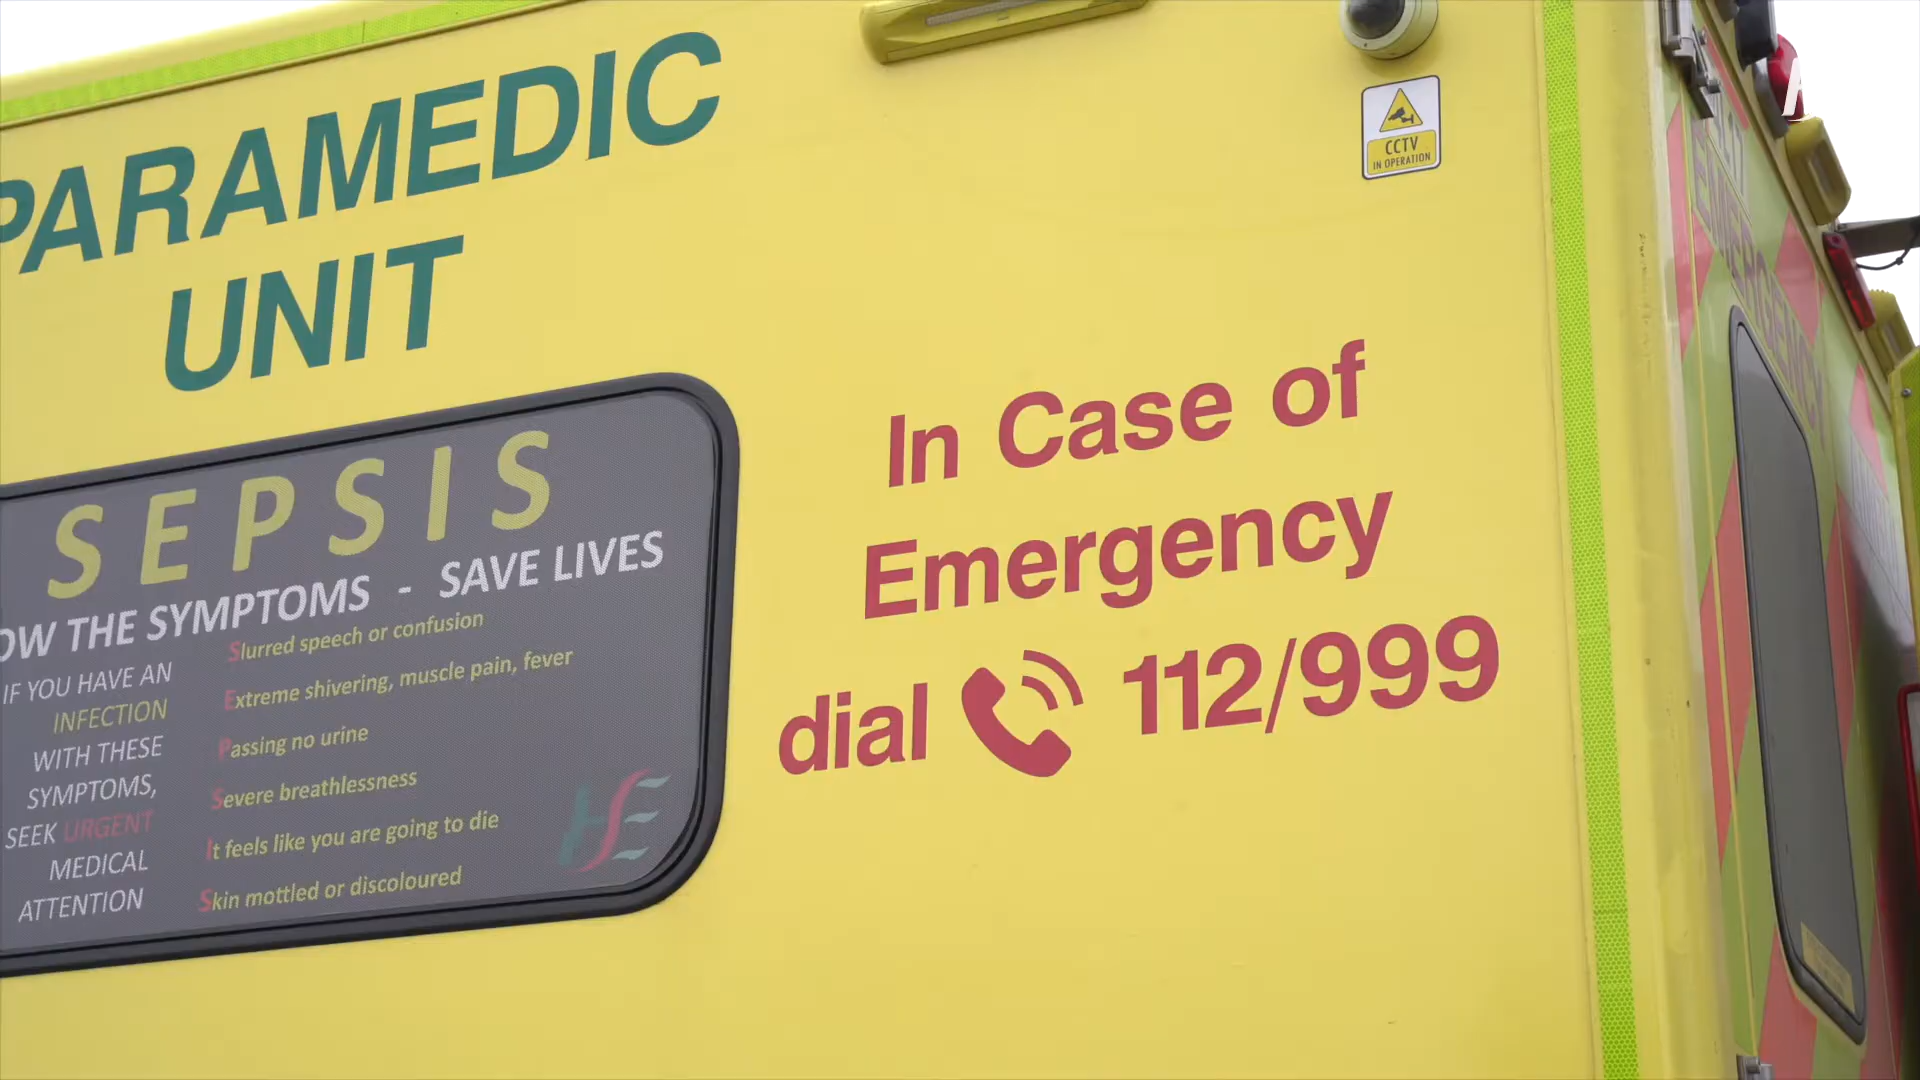 PARAMEDIC
UNIT
CCTV
IN OPERATION
SEPSIS
OW THE SYMPTOMS - SAVE LIVES
IF YOU HAVE AN
INFECTION
WITH THESE
SYMPTOMS,
SEEK URGENT
MEDICAL
ATTENTION
Slurred speech or confusion
Extreme shivering, muscle pain, fever
Passing no urine
Severe breathlessness
It feels like you are going to die
Skin mottled or discoloured
HSE
In Case of
Emergency
dial 112/999
EMERGENCY